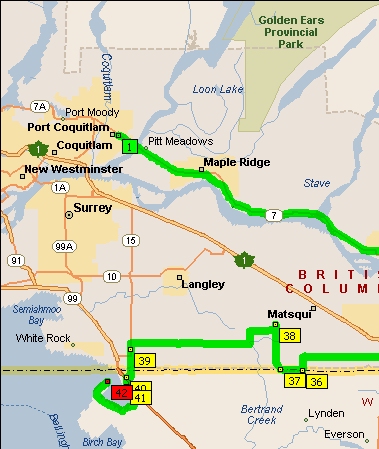 Golden Ears
Provincial
Park
Coquitlam
Loon Lake
7A
Port Moody
Port Coquitlam
1
Pitt Meadows
1
Coquitlam
Maple Ridge
New Westminster
1A
Stave
Surrey
7
15
99A
91
1
10
BRITI
COLUM
Langley
99
Semiahmoo
Bay
Matsqui
38
White Rock
39
37
36
40
42
41
W
Bertrand
Creek
Lynden
Birch Bay
Everson